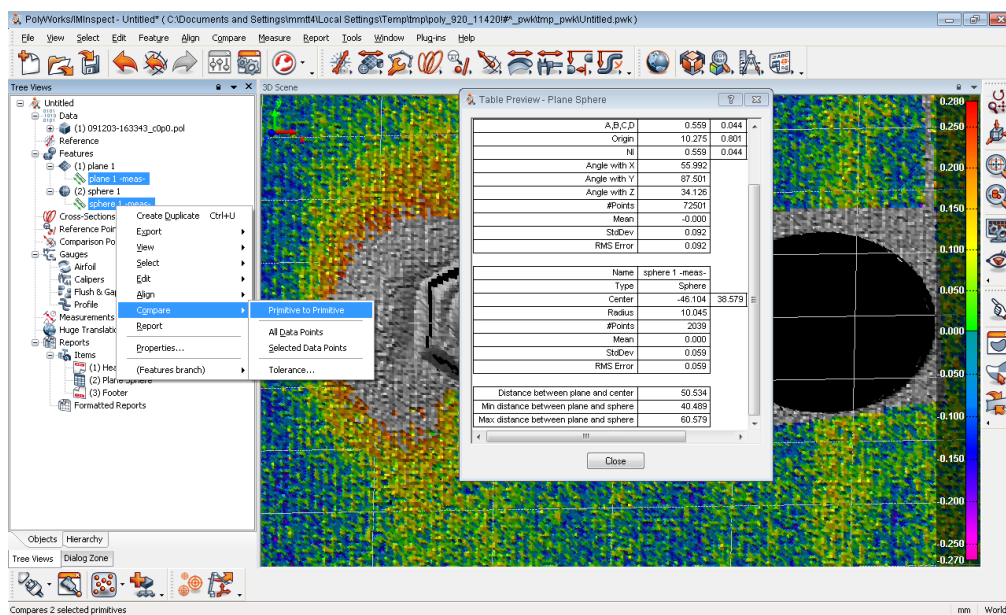 PolyWorks/IMInspect - Untitled* ( C:\Documents and Settings\mmtt4\Local Settings\Temp\tmp\poly_920_11420!#^_pwk\tmp_pwk\Untitled.pwk )
File View Select Edit Feature Align Compare Measure Report Tools Window Plug-ins Help
Tree Views
3D Scene
Untitled
Data
(1) 091203-163343_c0p0.pol
Reference
Features
(1) plane 1
plane 1 -meas-
(2) sphere 1
sphere 1 -meas-
Cross-Sections
Reference Poin
Comparison Po
Gauges
Airfoil
Calipers
Flush & Ga
Profile
Measurements
Huge Translatio
Reports
Items
(1) Hea
(2) Plane Sphere
(3) Footer
Formatted Reports
Create Duplicate Ctrl+U
Export
View
Select
Edit
Align
Compare
Report
Properties...
(Features branch)
Primitive to Primitive
All Data Points
Selected Data Points
Tolerance...
Table Preview - Plane Sphere
A,B,C,D 0.559 0.044
Origin 10.275 0.801
NI 0.559 0.044
Angle with X 55.992
Angle with Y 87.501
Angle with Z 34.126
#Points 72501
Mean -0.000
StdDev 0.092
RMS Error 0.092
Name sphere 1 -meas-
Type Sphere
Center -46.104 38.579
Radius 10.045
#Points 2039
Mean 0.000
StdDev 0.059
RMS Error 0.059
Distance between plane and center 50.534
Min distance between plane and sphere 40.489
Max distance between plane and sphere 60.579
Close
0.280
0.250
0.200
0.150
0.100
0.050
0.000
-0.050
-0.100
-0.150
-0.200
-0.250
-0.270
Objects Hierarchy
Tree Views Dialog Zone
Compares 2 selected primitives
mm Works